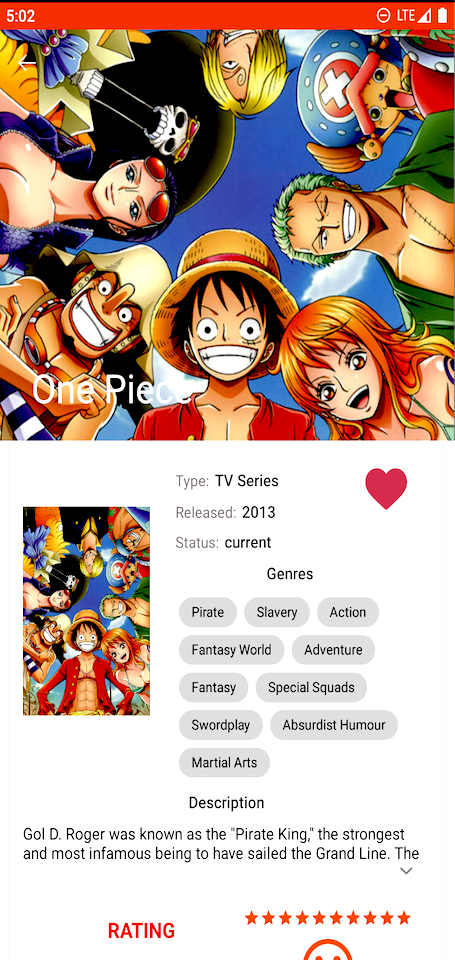 5:02 LTE
One Piece
Type: TV Series
Released: 2013
Status: current
Genres
Pirate Slavery Action
Fantasy World Adventure
Fantasy Special Squads
Swordplay Absurdist Humour
Martial Arts
Description
Gol D. Roger was known as the "Pirate King," the strongest
and most infamous being to have sailed the Grand Line. The
RATING